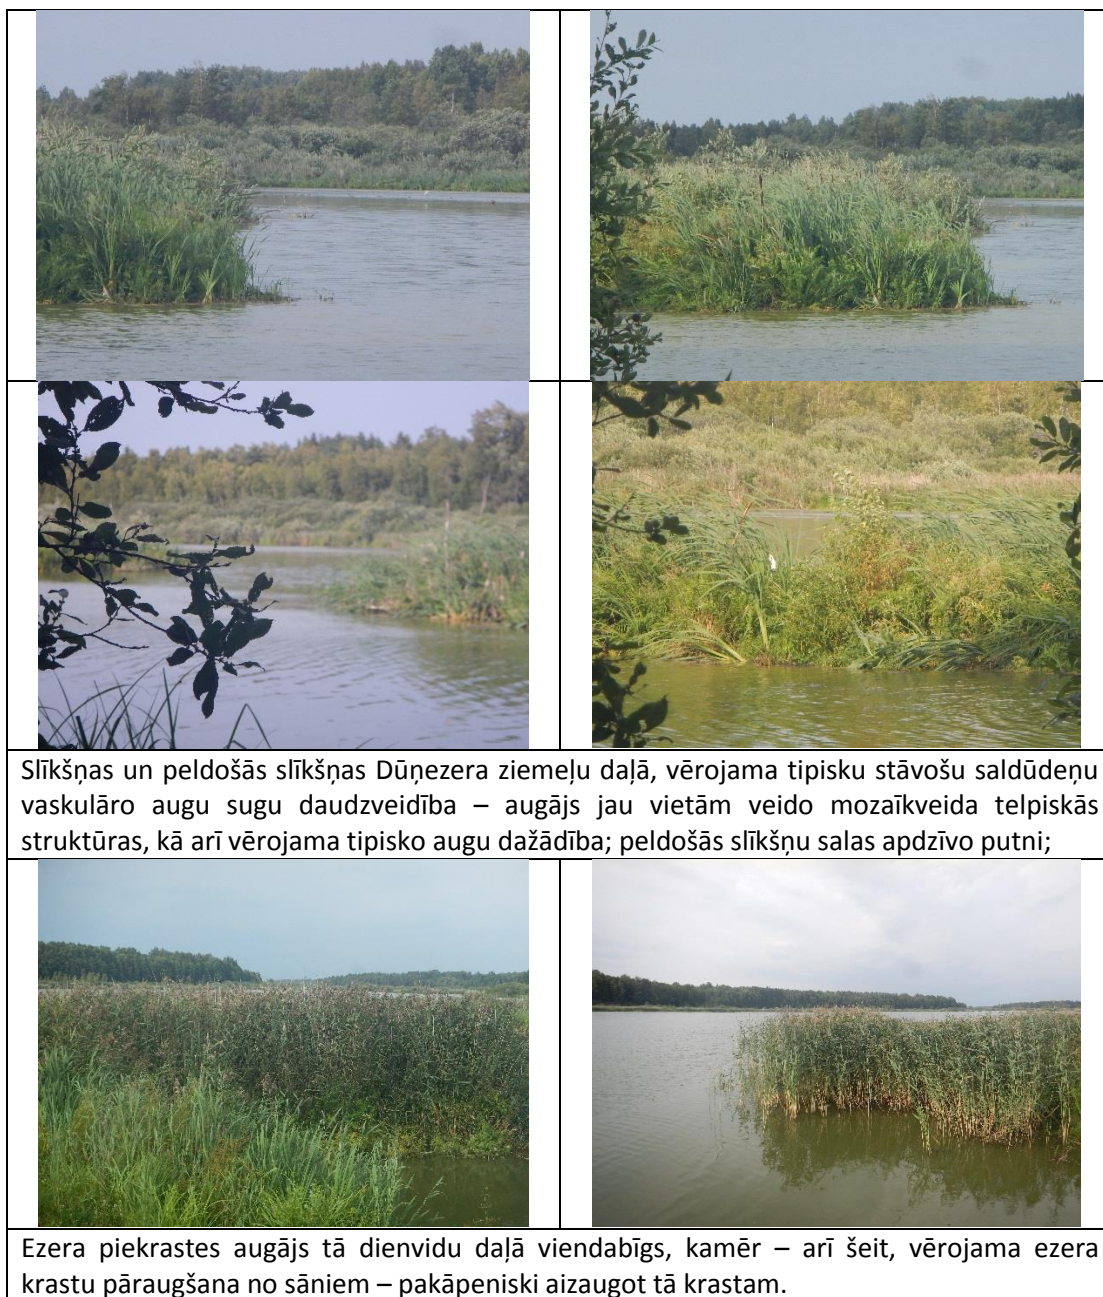 Slīkšņas un peldošās slīkšņas Dūņezera ziemeļu daļā, vērojama tipisku stāvošu saldūdeņu
vaskulāro augu sugu daudzveidība – augājs jau vietām veido mozaīkveida telpiskās
struktūras, kā arī vērojama tipisko augu dažādība; peldošās slīkšņu salas apdzīvo putni;
Ezera piekrastes augājs tā dienvidu daļā viendabīgs, kamēr – arī šeit, vērojama ezera
krastu pāraugšana no sāniem – pakāpeniski aizaugot tā krastam.